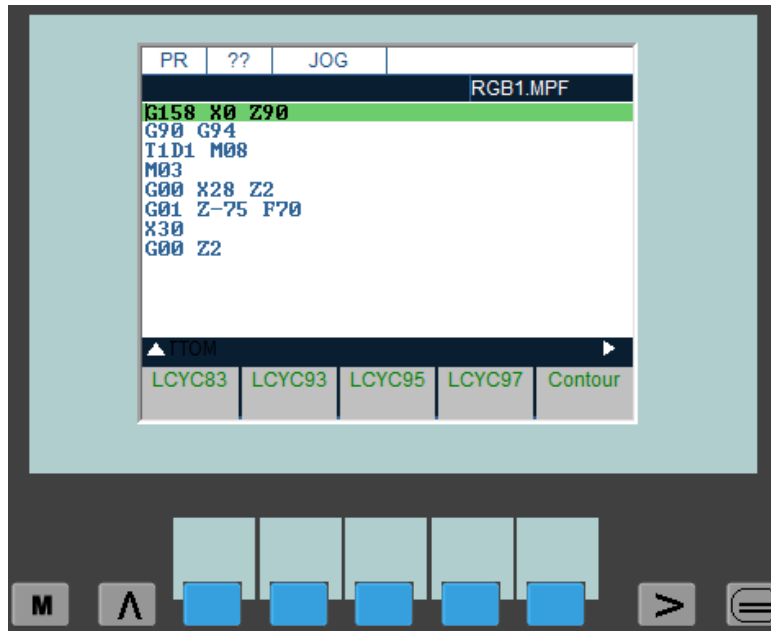 PR ?? JOG
RGB1.MPF
G158 X0 Z90
G90 G94
T1D1 M08
M03
G00 X28 Z2
G01 Z-75 F70
X30
G00 Z2
LCYC83 LCYC93 LCYC95 LCYC97 Contour
M Λ >